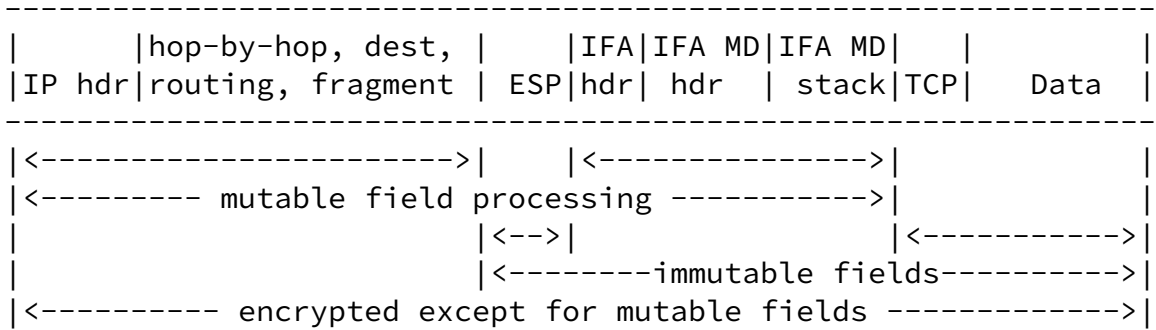 -----------------------------------------------------------------
|       |hop-by-hop, dest, |    |IFA|IFA MD|IFA MD|   |         |
|IP hdr|routing, fragment | ESP|hdr| hdr  | stack|TCP|   Data  |
-----------------------------------------------------------------
|<------------------------>|    |<--------------->|             |
|<--------- mutable field processing ----------->|             |
|                          |<-->|                 |<----------->|
|                          |<--------immutable fields---------->|
|<---------- encrypted except for mutable fields ------------->|